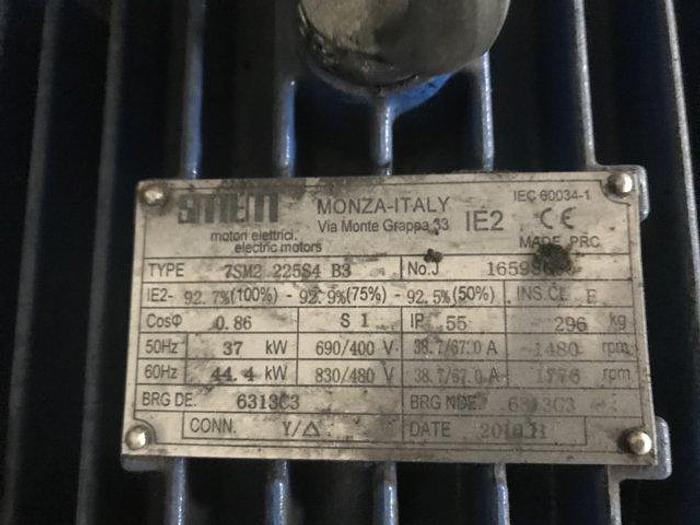 SMEM MONZA-ITALY IEC 60034-1
motori elettrici Via Monte Grappa 33 IE2 CE
electric motors MADE PRC
TYPE 7SM2 225S4 B3 No.J
IE2- 92.7%(100%) - 92.9%(75%) - 92.5%(50%) INS.CL F
CosΦ 0.86 S1 IP 55 296 kg
50Hz 37 kW 690/400 V 38.7/67.0 A 1480 rpm
60Hz 44.4 kW 830/480 V 38.7/67.0 A 1776 rpm
BRG DE. 6313C3 BRG NDE. 6313C3
CONN. Y/△ DATE